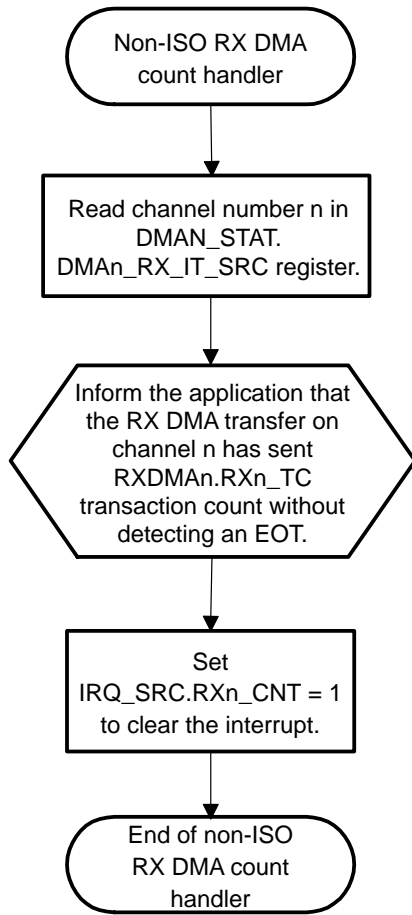 Non-ISO RX DMA
count handler
Read channel number n in
DMAN_STAT.
DMAn_RX_IT_SRC register.
Inform the application that
the RX DMA transfer on
channel n has sent
RXDMAn.RXn_TC
transaction count without
detecting an EOT.
Set
IRQ_SRC.RXn_CNT = 1
to clear the interrupt.
End of non-ISO
RX DMA count
handler